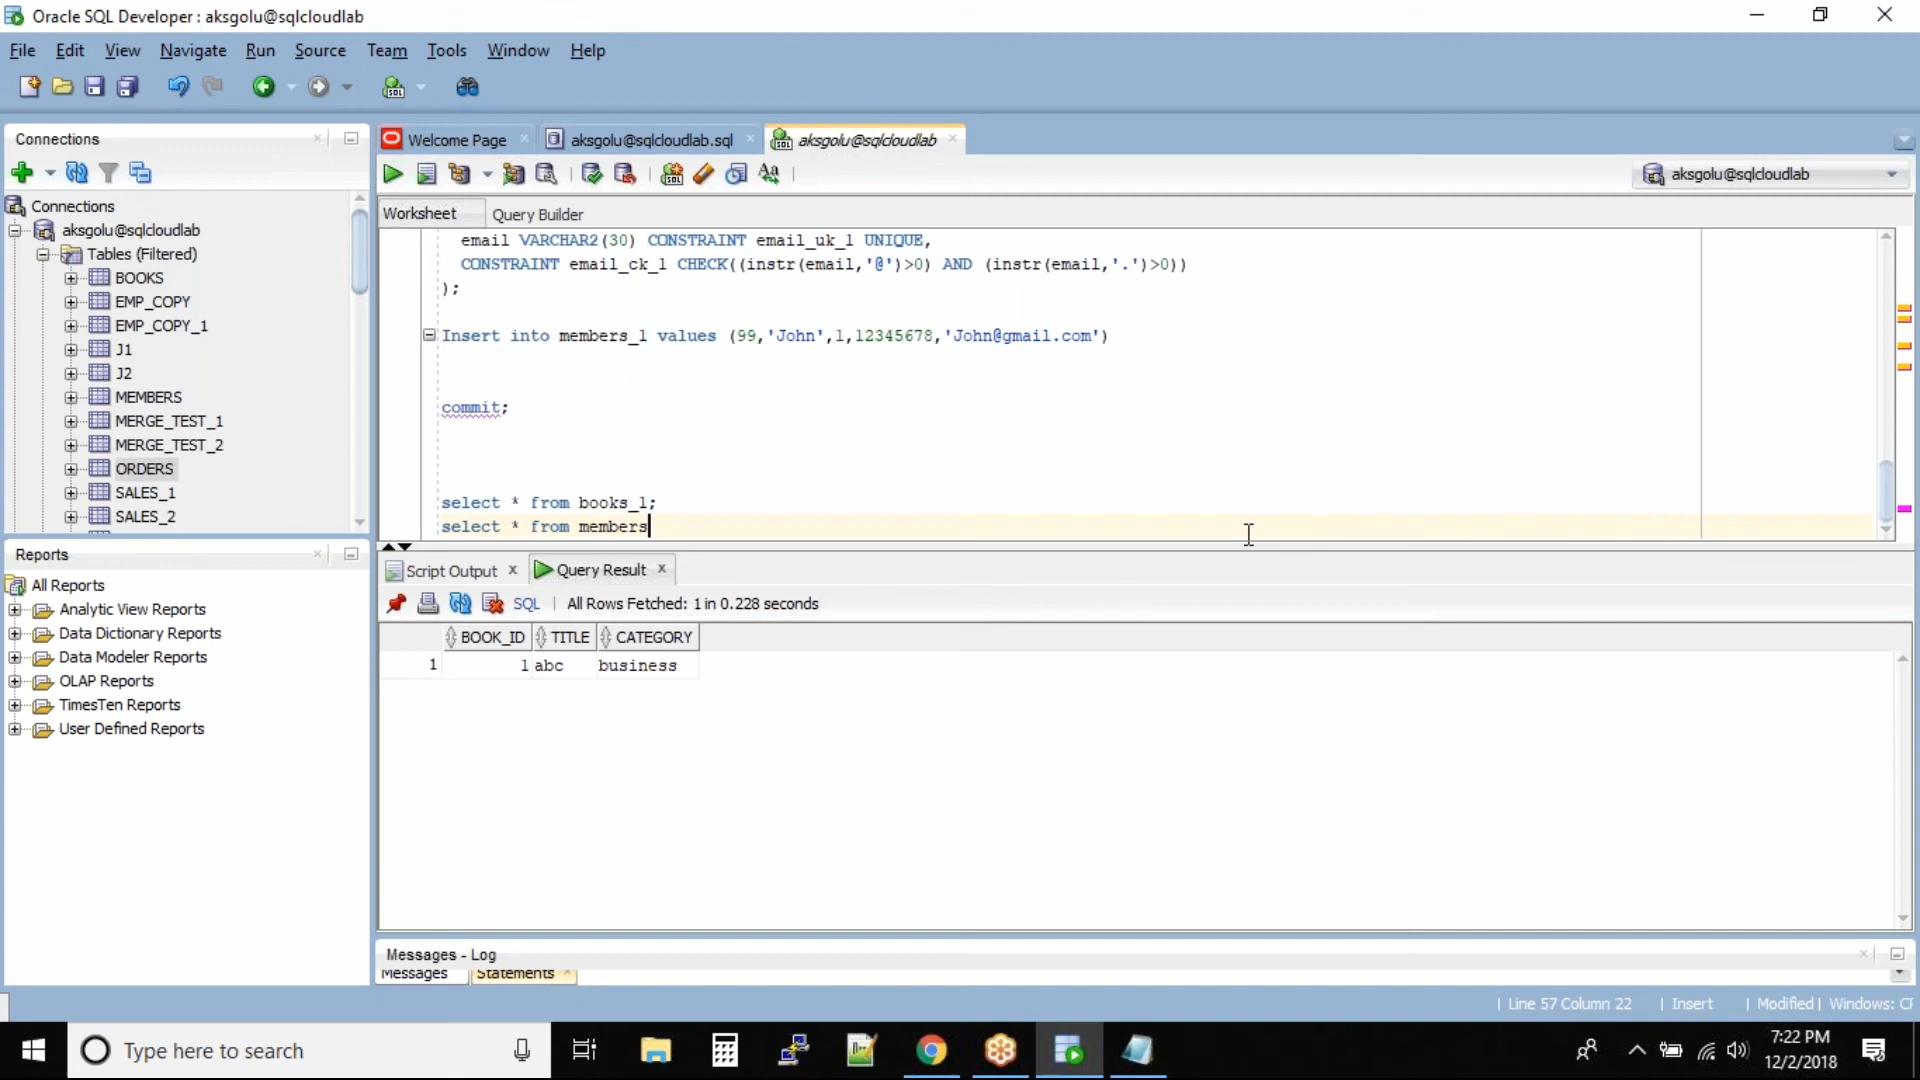 Oracle SQL Developer : aksgolu@sqlcloudlab
File Edit View Navigate Run Source Team Tools Window Help
Connections
Welcome Page
aksgolu@sqlcloudlab.sql
aksgolu@sqlcloudlab
aksgolu@sqlcloudlab
Connections
aksgolu@sqlcloudlab
Tables (Filtered)
BOOKS
EMP_COPY
EMP_COPY_1
J1
J2
MEMBERS
MERGE_TEST_1
MERGE_TEST_2
ORDERS
SALES_1
SALES_2
Worksheet Query Builder
email VARCHAR2(30) CONSTRAINT email_uk_1 UNIQUE,
CONSTRAINT email_ck_1 CHECK((instr(email,'@')>0) AND (instr(email,'.')>0))
);
Insert into members_1 values (99,'John',1,12345678,'John@gmail.com')
commit;
select * from books_1;
select * from members
Reports
All Reports
Analytic View Reports
Data Dictionary Reports
Data Modeler Reports
OLAP Reports
TimesTen Reports
User Defined Reports
Script Output Query Result
SQL All Rows Fetched: 1 in 0.228 seconds
BOOK_ID TITLE CATEGORY
1 1 abc business
Messages - Log
Messages Statements
Line 57 Column 22 Insert Modified Windows: CF
Type here to search
7:22 PM
12/2/2018